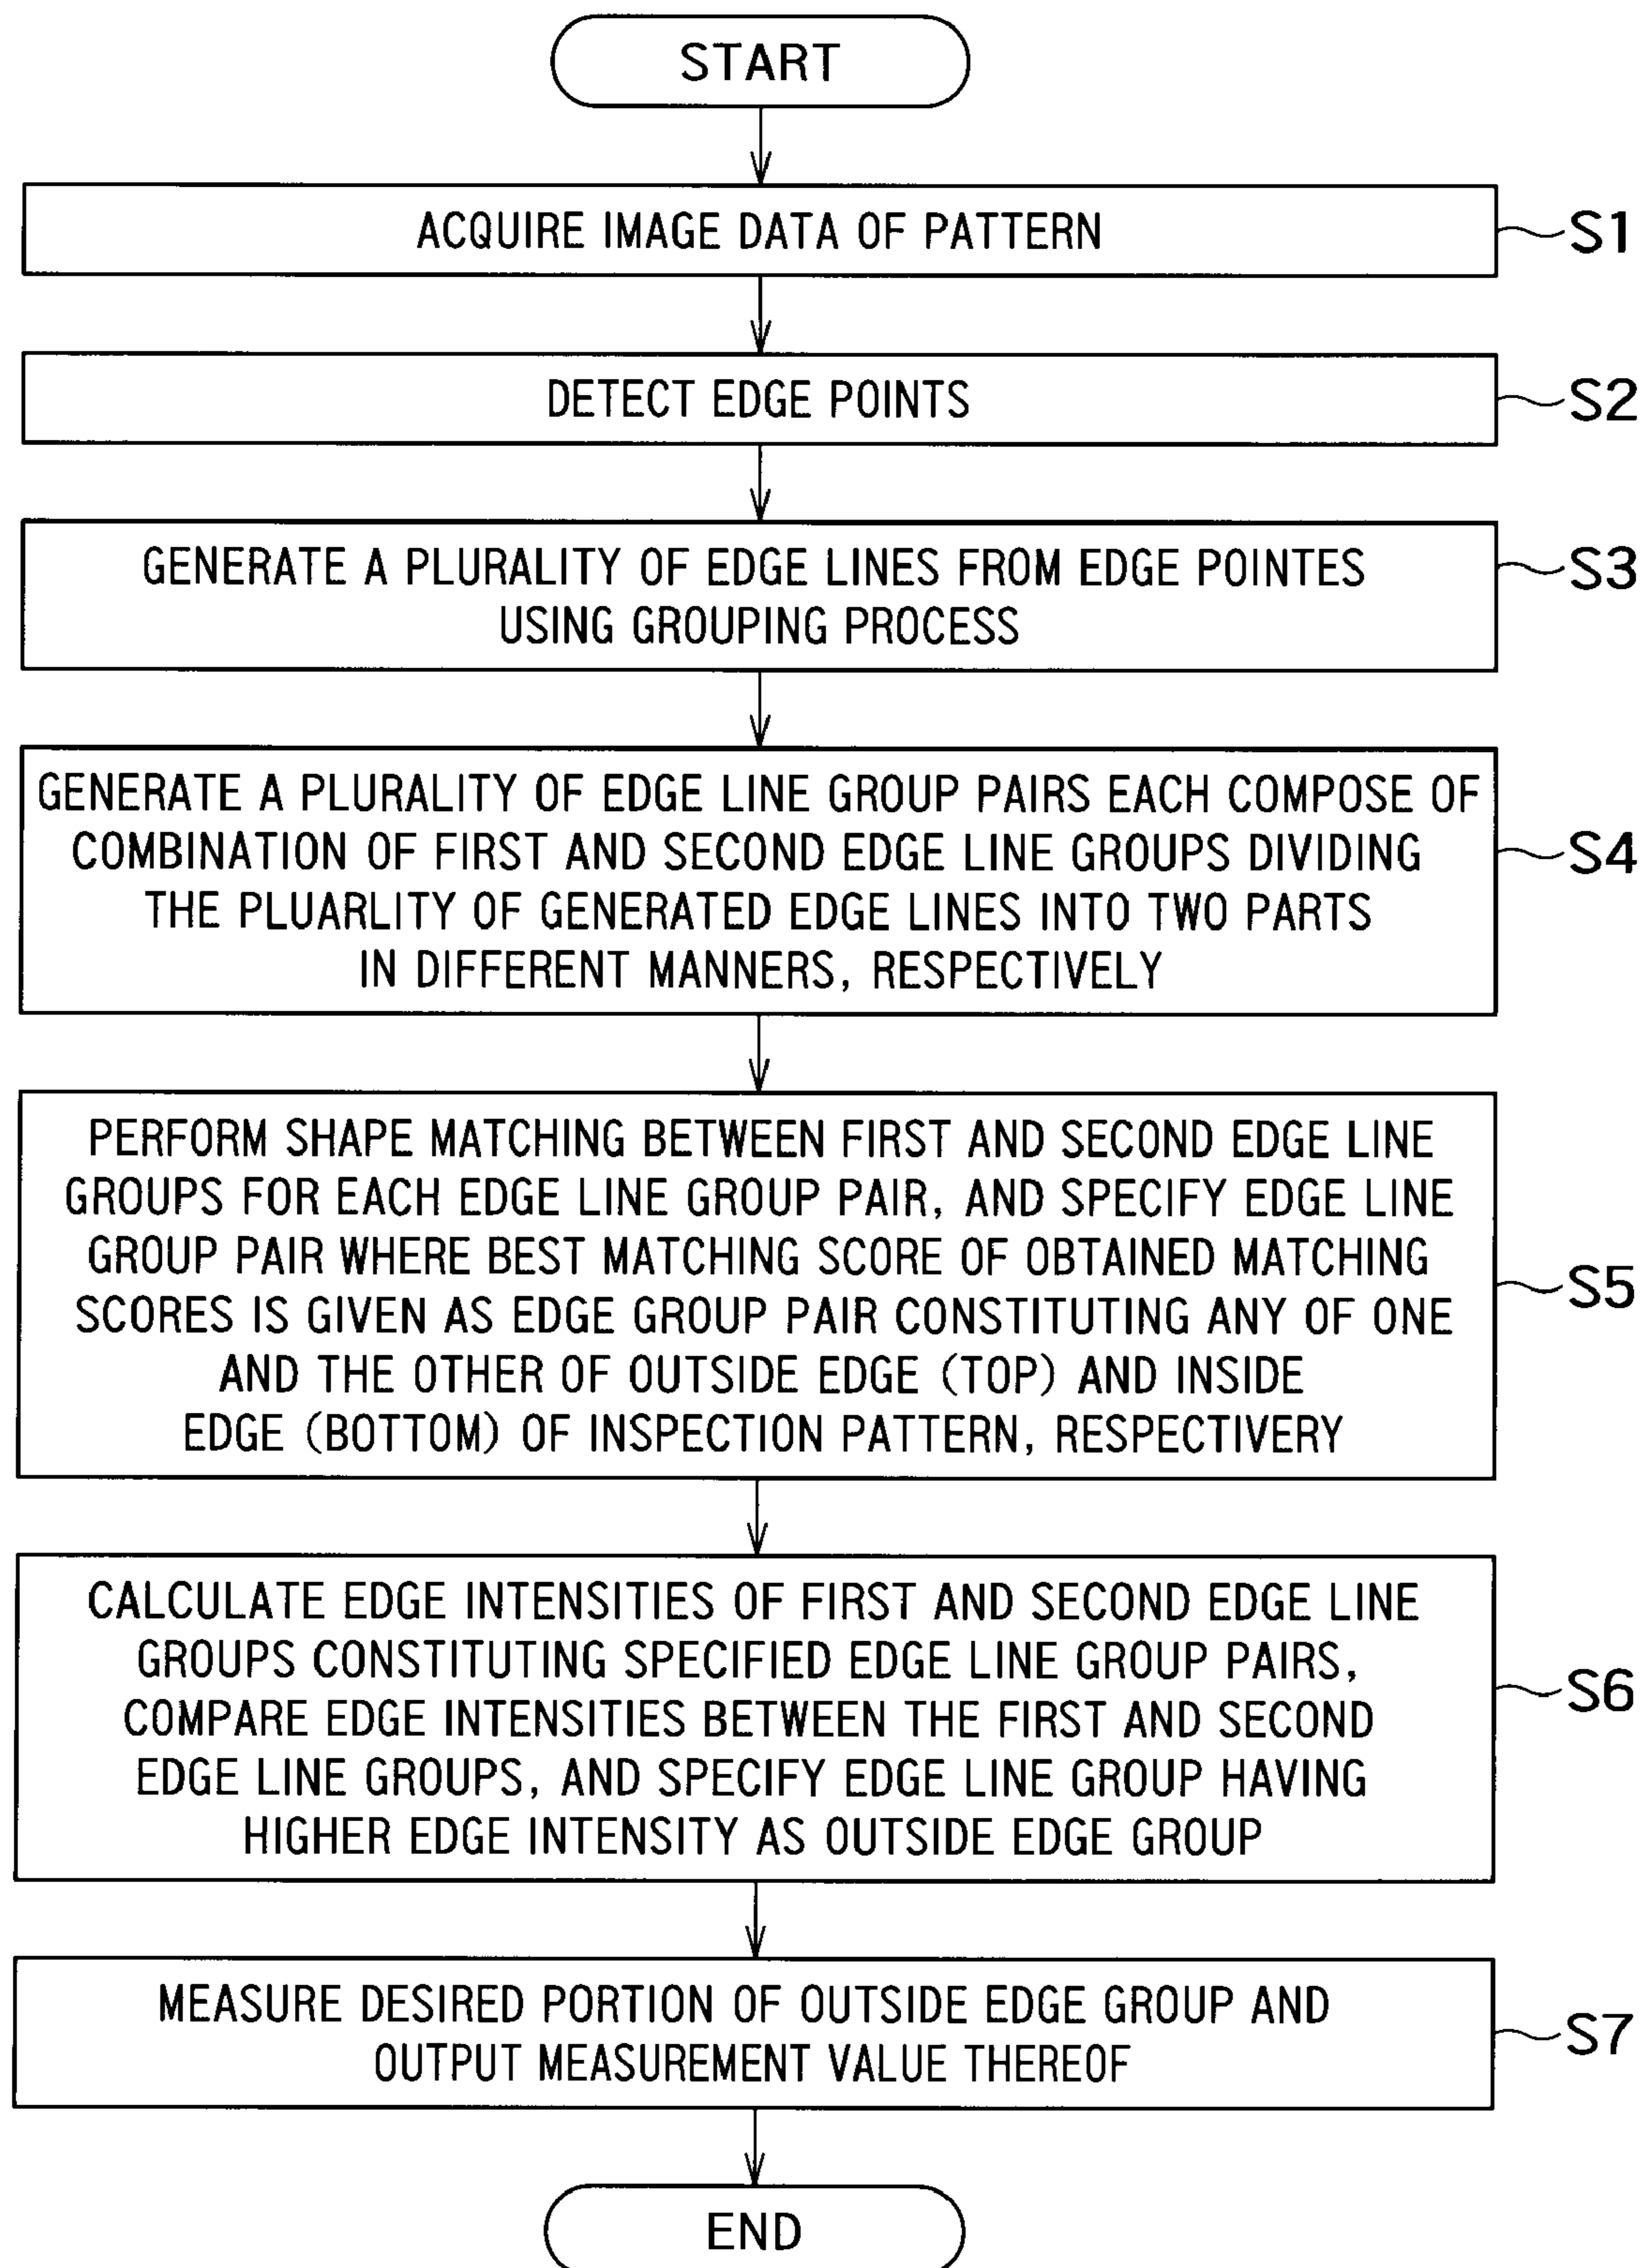 START
ACQUIRE IMAGE DATA OF PATTERN
S1
DETECT EDGE POINTS
S2
GENERATE A PLURALITY OF EDGE LINES FROM EDGE POINTES
USING GROUPING PROCESS
S3
GENERATE A PLURALITY OF EDGE LINE GROUP PAIRS EACH COMPOSE OF
COMBINATION OF FIRST AND SECOND EDGE LINE GROUPS DIVIDING
THE PLUARLITY OF GENERATED EDGE LINES INTO TWO PARTS
IN DIFFERENT MANNERS, RESPECTIVELY
S4
PERFORM SHAPE MATCHING BETWEEN FIRST AND SECOND EDGE LINE
GROUPS FOR EACH EDGE LINE GROUP PAIR, AND SPECIFY EDGE LINE
GROUP PAIR WHERE BEST MATCHING SCORE OF OBTAINED MATCHING
SCORES IS GIVEN AS EDGE GROUP PAIR CONSTITUTING ANY OF ONE
AND THE OTHER OF OUTSIDE EDGE (TOP) AND INSIDE
EDGE (BOTTOM) OF INSPECTION PATTERN, RESPECTIVERY
S5
CALCULATE EDGE INTENSITIES OF FIRST AND SECOND EDGE LINE
GROUPS CONSTITUTING SPECIFIED EDGE LINE GROUP PAIRS,
COMPARE EDGE INTENSITIES BETWEEN THE FIRST AND SECOND
EDGE LINE GROUPS, AND SPECIFY EDGE LINE GROUP HAVING
HIGHER EDGE INTENSITY AS OUTSIDE EDGE GROUP
S6
MEASURE DESIRED PORTION OF OUTSIDE EDGE GROUP AND
OUTPUT MEASUREMENT VALUE THEREOF
S7
END